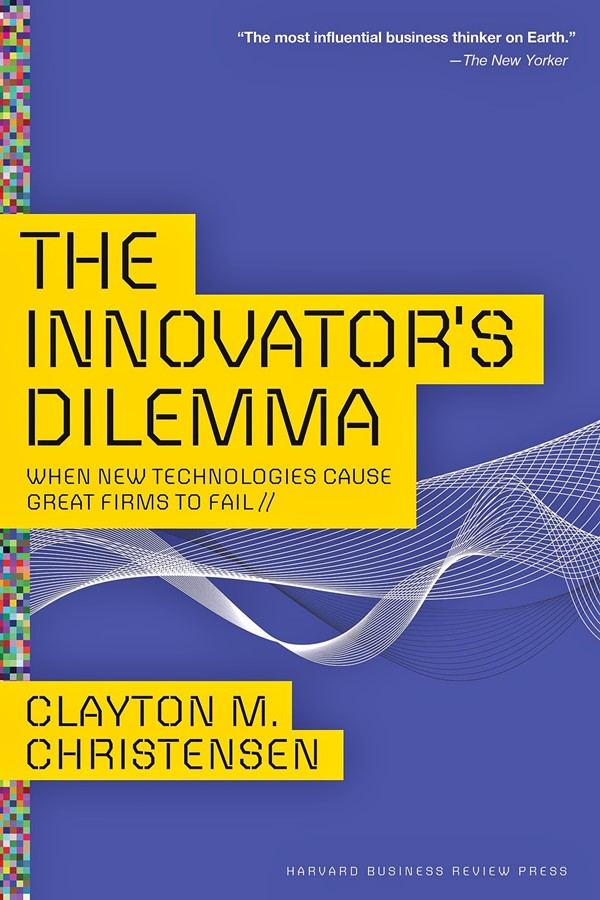 “The most influential business thinker on Earth.”
—The New Yorker
THE
INNOVATOR'S
DILEMMA
WHEN NEW TECHNOLOGIES CAUSE
GREAT FIRMS TO FAIL //
CLAYTON M.
CHRISTENSEN
HARVARD BUSINESS REVIEW PRESS